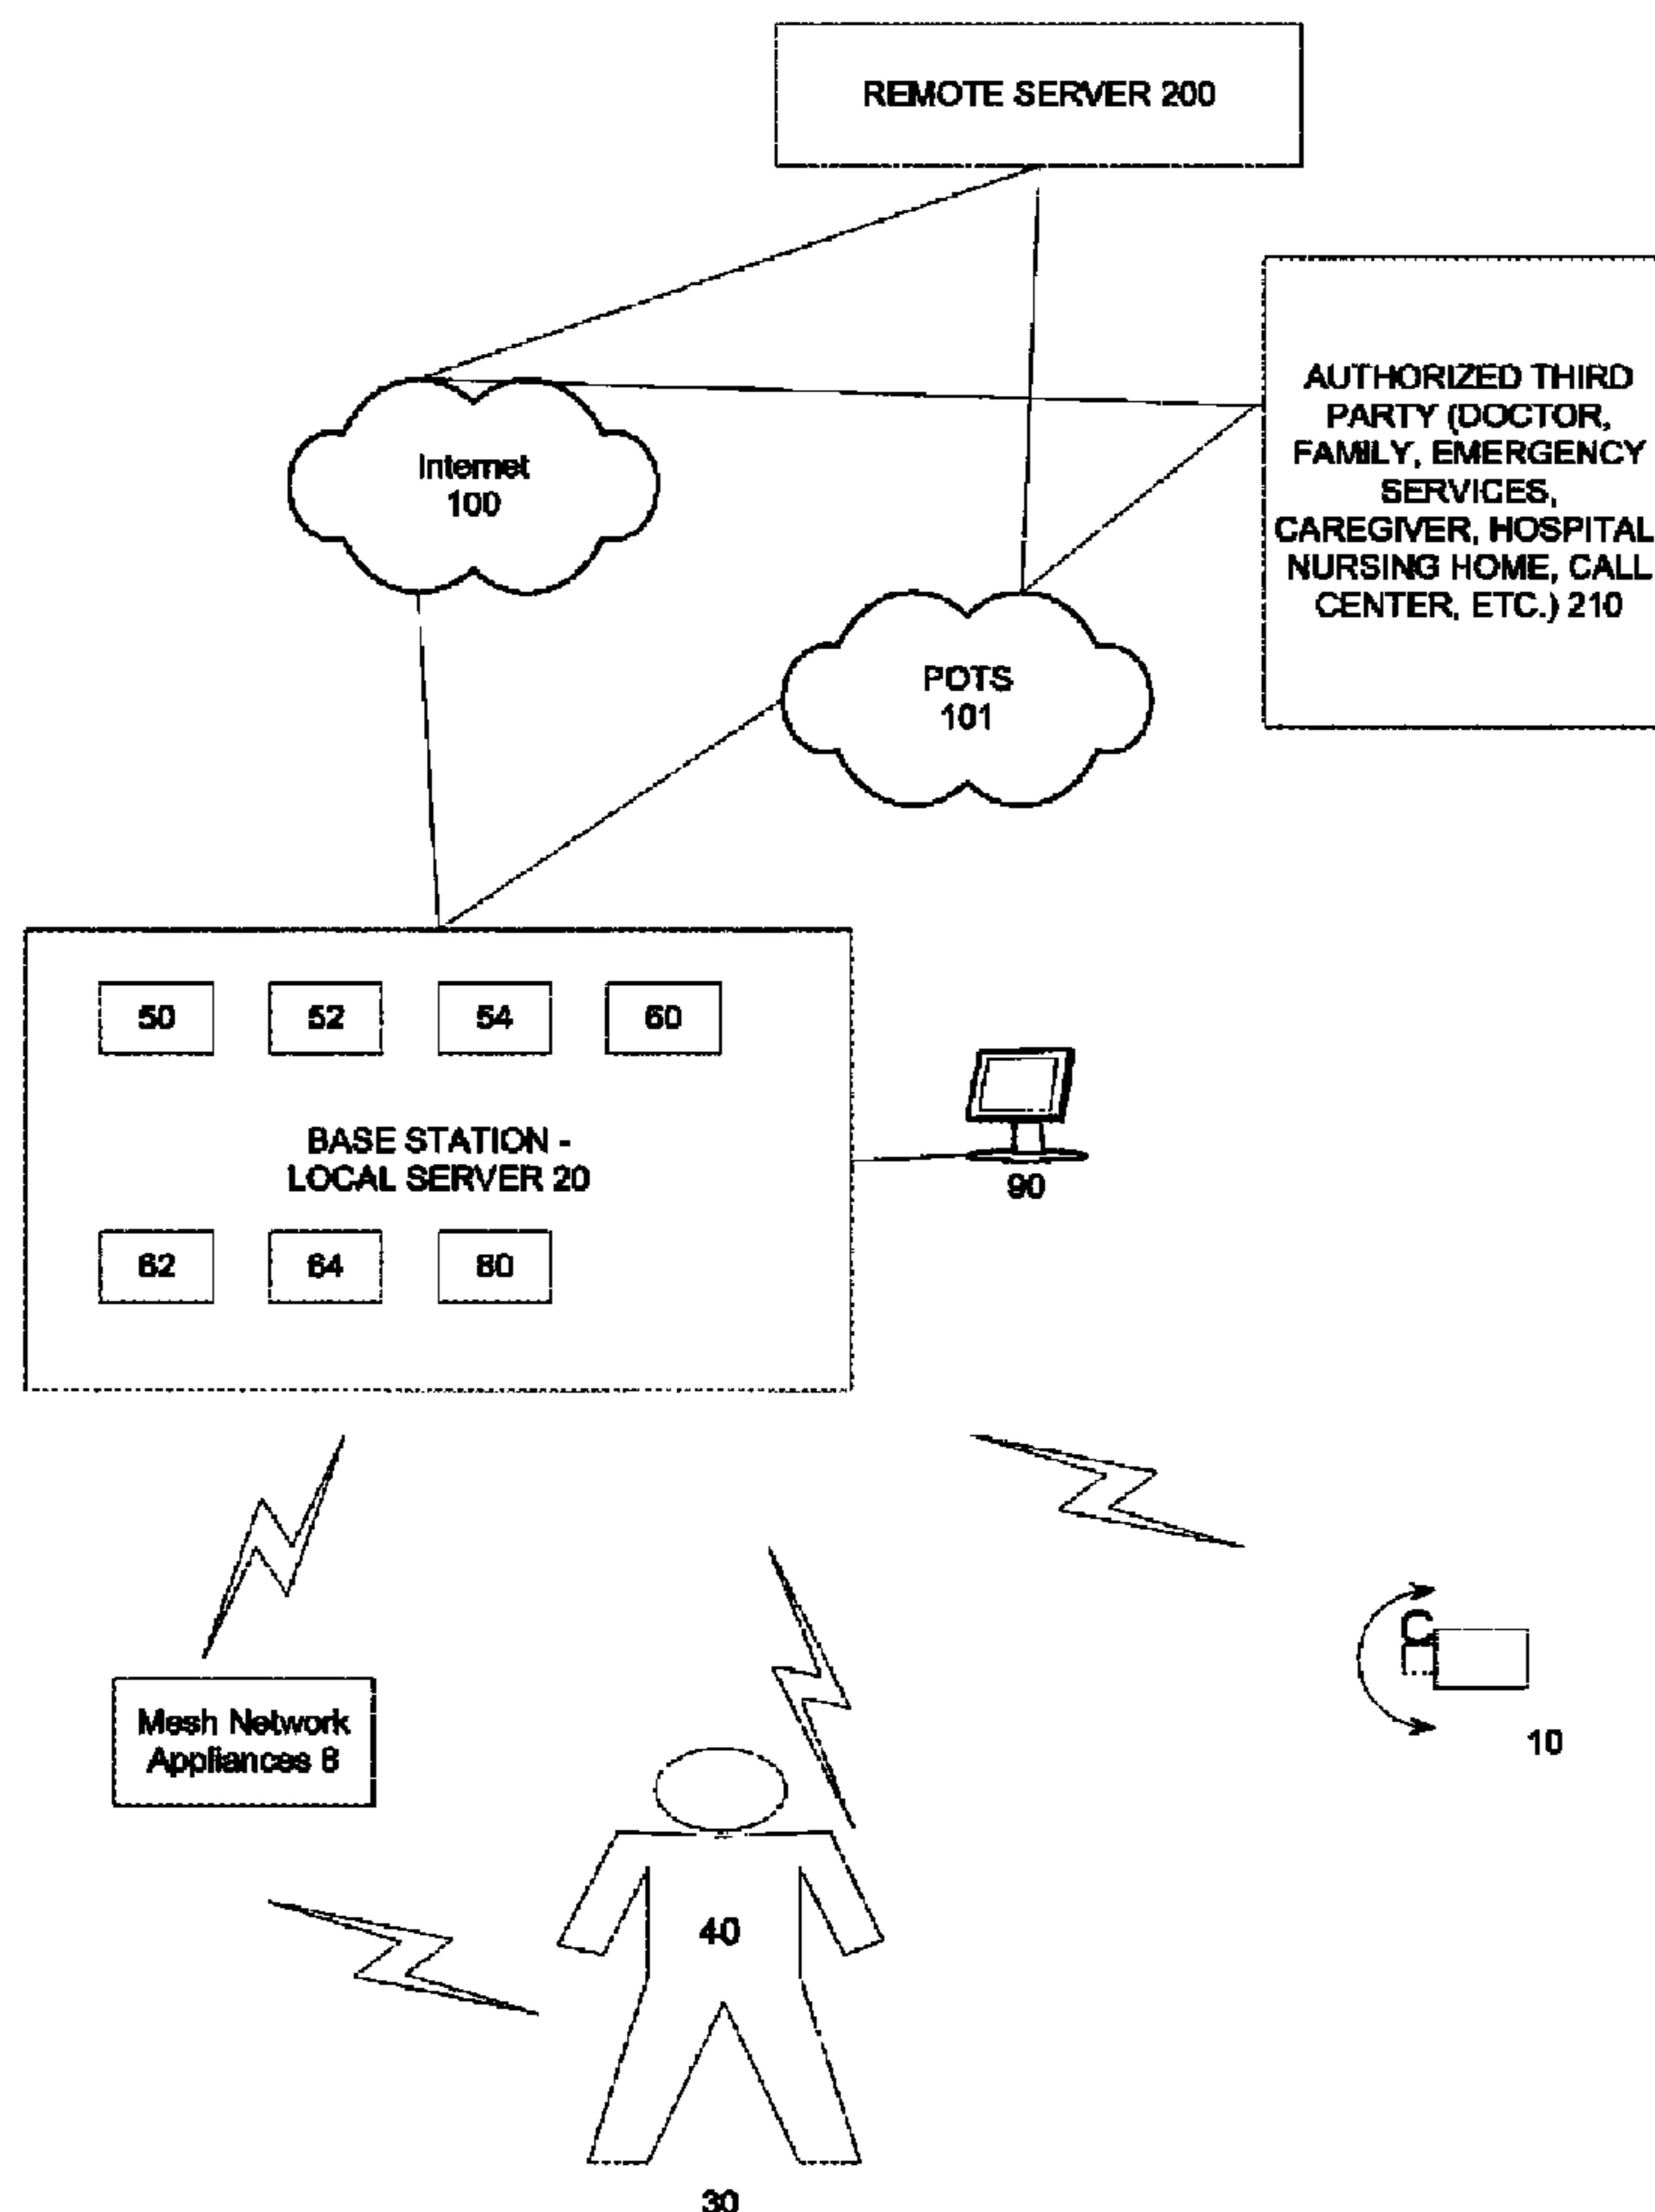 REMOTE SERVER 200
AUTHORIZED THIRD
PARTY (DOCTOR,
FAMILY, EMERGENCY
SERVICES,
CAREGIVER, HOSPITAL
NURSING HOME, CALL
CENTER, ETC.) 210
Internet
100
POTS
101
50
52
54
60
BASE STATION -
LOCAL SERVER 20
90
62
64
80
Mesh Network
Appliances 8
C
10
40
30